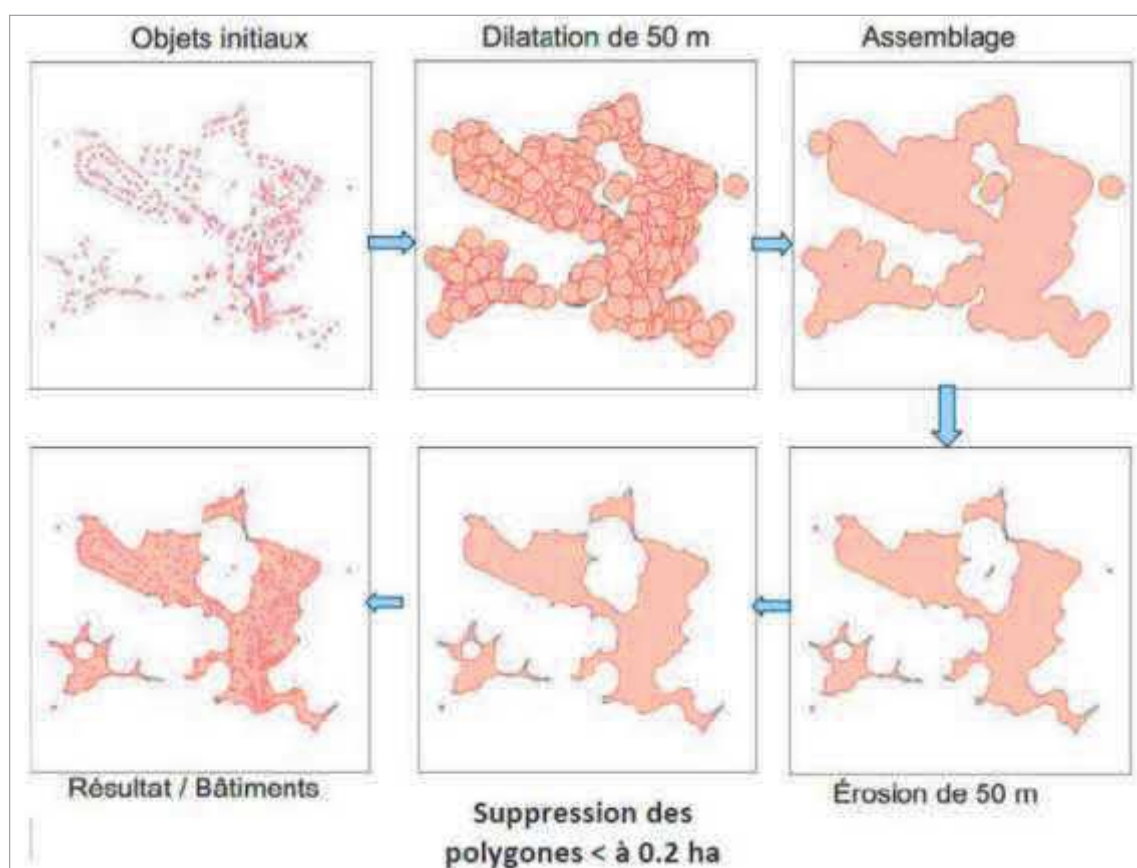 Objets initiaux
Dilatation de 50 m
Assemblage
Résultat / Bâtiments
Suppression des
polygones < à 0.2 ha
Érosion de 50 m